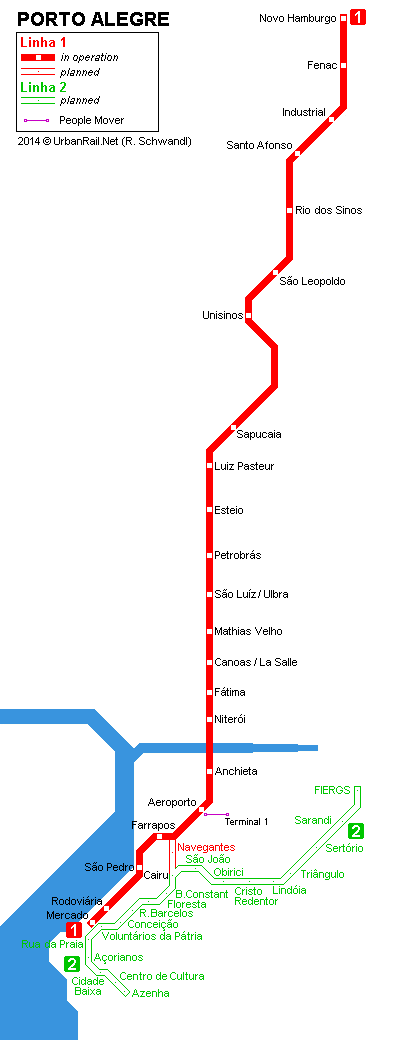 PORTO ALEGRE
Linha 1
in operation
planned
Linha 2
planned
People Mover
2014 © UrbanRail.Net (R. Schwandl)
Novo Hamburgo
1
Fenac
Industrial
Santo Afonso
Rio dos Sinos
São Leopoldo
Unisinos
Sapucaia
Luiz Pasteur
Esteio
Petrobrás
São Luíz / Ulbra
Mathias Velho
Canoas / La Salle
Fátima
Niterói
Anchieta
FIERGS
Aeroporto
Terminal 1
Sarandi
Farrapos
2
Navegantes
Sertório
São João
São Pedro
Cairu
Obirici
Triângulo
B.Constant
Cristo
Redentor
Lindóia
Rodoviária
Floresta
R.Barcelos
Mercado
Conceição
1
Voluntários da Pátria
Rua da Praia
Açorianos
2
Centro de Cultura
Cidade
Baixa
Azenha